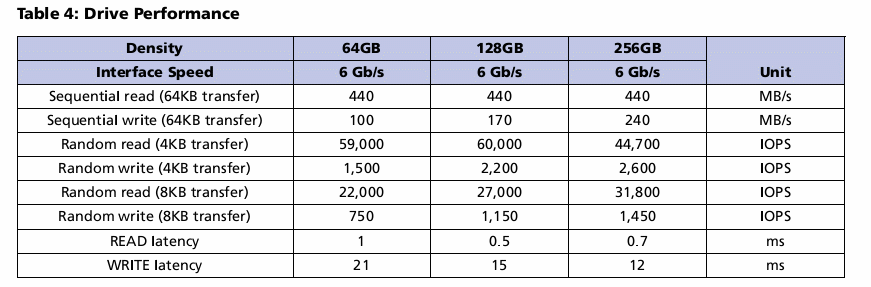 Table 4: Drive Performance
Density 64GB 128GB 256GB
Interface Speed 6 Gb/s 6 Gb/s 6 Gb/s Unit
Sequential read (64KB transfer) 440 440 440 MB/s
Sequential write (64KB transfer) 100 170 240 MB/s
Random read (4KB transfer) 59,000 60,000 44,700 IOPS
Random write (4KB transfer) 1,500 2,200 2,600 IOPS
Random read (8KB transfer) 22,000 27,000 31,800 IOPS
Random write (8KB transfer) 750 1,150 1,450 IOPS
READ latency 1 0.5 0.7 ms
WRITE latency 21 15 12 ms